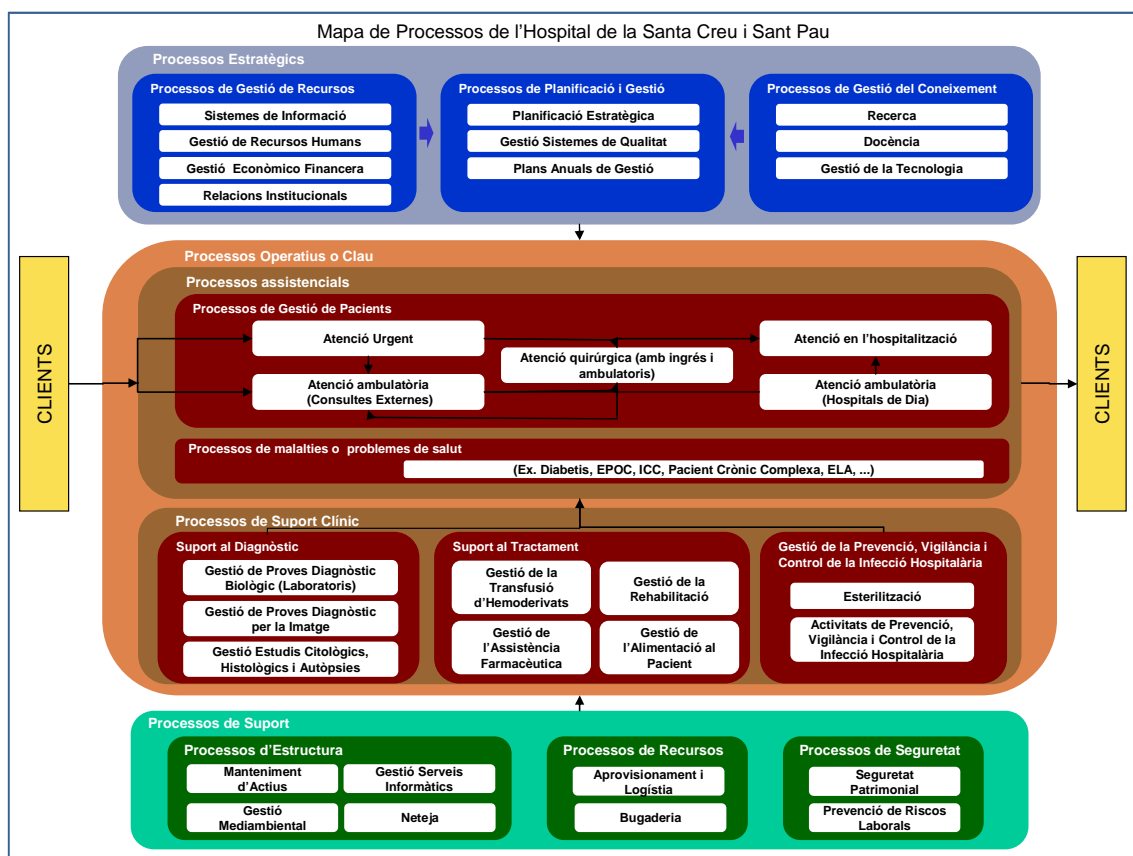 Mapa de Processos de l'Hospital de la Santa Creu i Sant Pau
Processos Estratègics
Processos de Gestió de Recursos
Sistemes de Informació
Gestió de Recursos Humans
Gestió Econòmico Financera
Relacions Institucionals
Processos de Planificació i Gestió
Planificació Estratègica
Gestió Sistemes de Qualitat
Plans Anuals de Gestió
Processos de Gestió del Coneixement
Recerca
Docència
Gestió de la Tecnologia
CLIENTS
Processos Operatius o Clau
Processos assistencials
Processos de Gestió de Pacients
Atenció Urgent
Atenció ambulatòria
(Consultes Externes)
Atenció quirúrgica (amb ingrés i
ambulatoris)
Atenció en l'hospitalització
Atenció ambulatòria
(Hospitals de Dia)
Processos de malalties o problemes de salut
(Ex. Diabetis, EPOC, ICC, Pacient Crònic Complexa, ELA, ...)
CLIENTS
Processos de Suport Clínic
Suport al Diagnòstic
Gestió de Proves Diagnòstic
Biològic (Laboratoris)
Gestió de Proves Diagnòstic
per la Imatge
Gestió Estudis Citològics,
Histològics i Autòpsies
Suport al Tractament
Gestió de la
Transfusió
d'Hemoderivats
Gestió de la
Rehabilitació
Gestió de
l'Assistència
Farmacèutica
Gestió de
l'Alimentació al
Pacient
Gestió de la Prevenció, Vigilància i
Control de la Infecció Hospitalària
Esterilització
Activitats de Prevenció,
Vigilància i Control de la
Infecció Hospitalària
Processos de Suport
Processos d'Estructura
Manteniment
d'Actius
Gestió Serveis
Informàtics
Gestió
Mediambiental
Neteja
Processos de Recursos
Aprovisionament i
Logístia
Bugaderia
Processos de Seguretat
Seguretat
Patrimonial
Prevenció de Riscos
Laborals